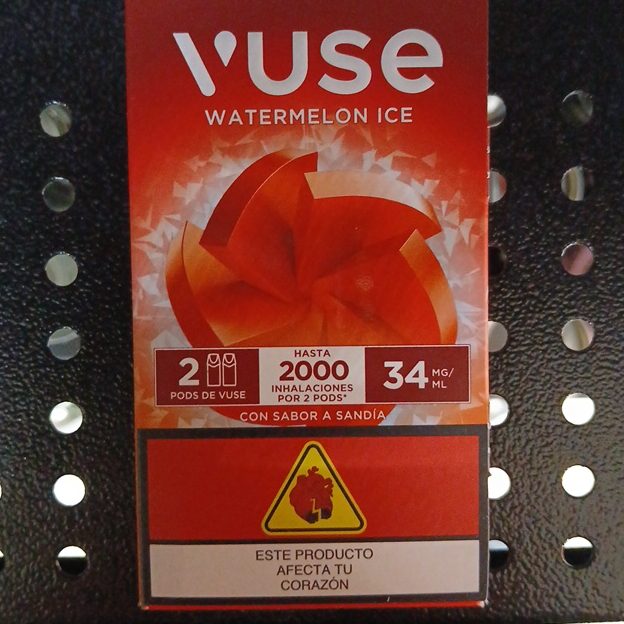 vuse
WATERMELON ICE
2
PODS DE VUSE
HASTA
2000
INHALACIONES
POR 2 PODS*
34 MG/
ML
CON SABOR A SANDÍA
ESTE PRODUCTO
AFECTA TU
CORAZÓN